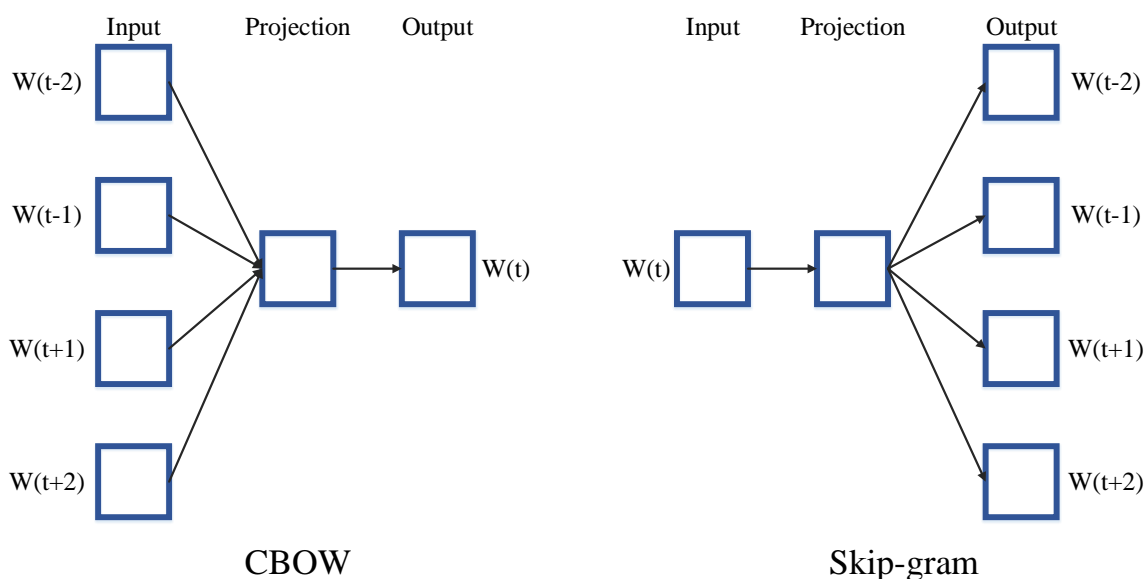 Input Projection Output
W(t-2)
W(t-1)
W(t)
W(t+1)
W(t+2)
CBOW
Input Projection Output
W(t-2)
W(t-1)
W(t)
W(t+1)
W(t+2)
Skip-gram